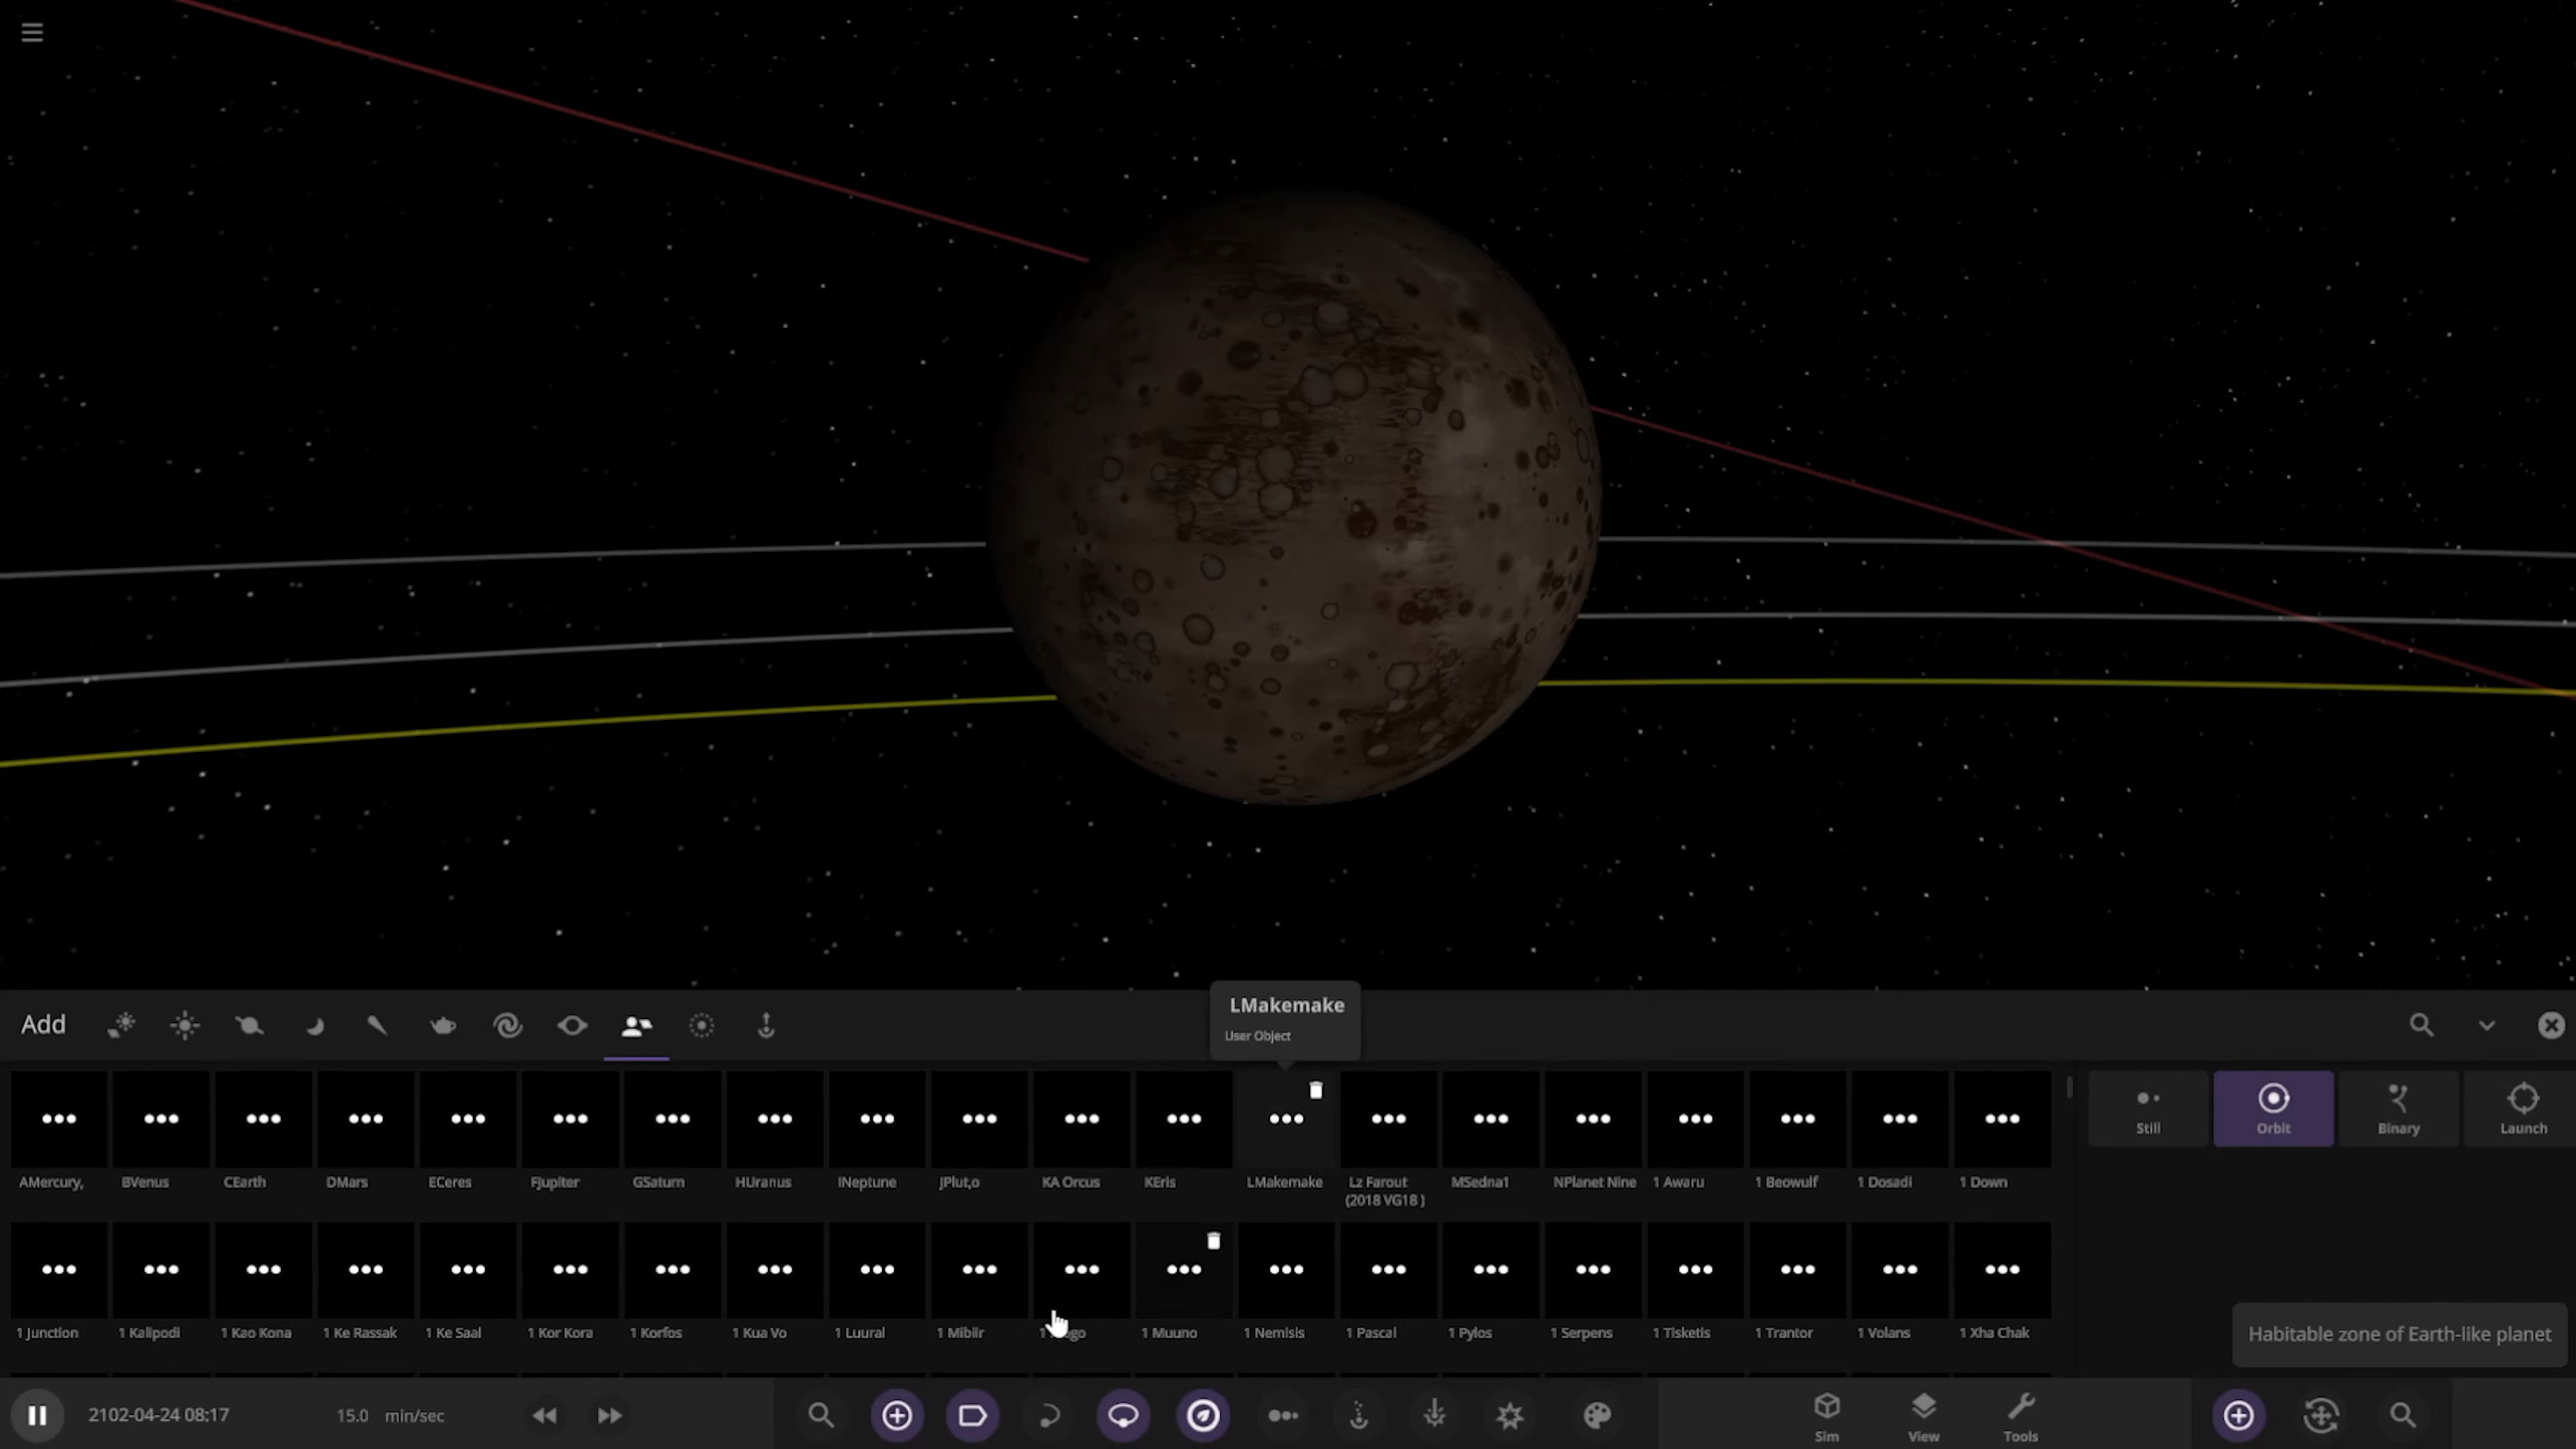 LMakemake
User Object
Add
AMercury,
BVenus
CEarth
DMars
ECeres
FJupiter
GSaturn
HUranus
INeptune
JPlut,o
KA Orcus
KEris
LMakemake
Lz Farout
(2018 VG18 )
MSedna1
NPlanet Nine
1 Awaru
1 Beowulf
1 Dosadi
1 Down
1 Junction
1 Kalipodi
1 Kao Kona
1 Ke Rassak
1 Ke Saal
1 Kor Kora
1 Korfos
1 Kua Vo
1 Luural
1 Mibiir
1
1 Muuno
1 Nemisis
1 Pascal
1 Pylos
1 Serpens
1 Tisketis
1 Trantor
1 Volans
1 Xha Chak
Still
Orbit
Binary
Launch
Habitable zone of Earth-like planet
2102-04-24 08:17
15.0 min/sec
Sim
View
Tools